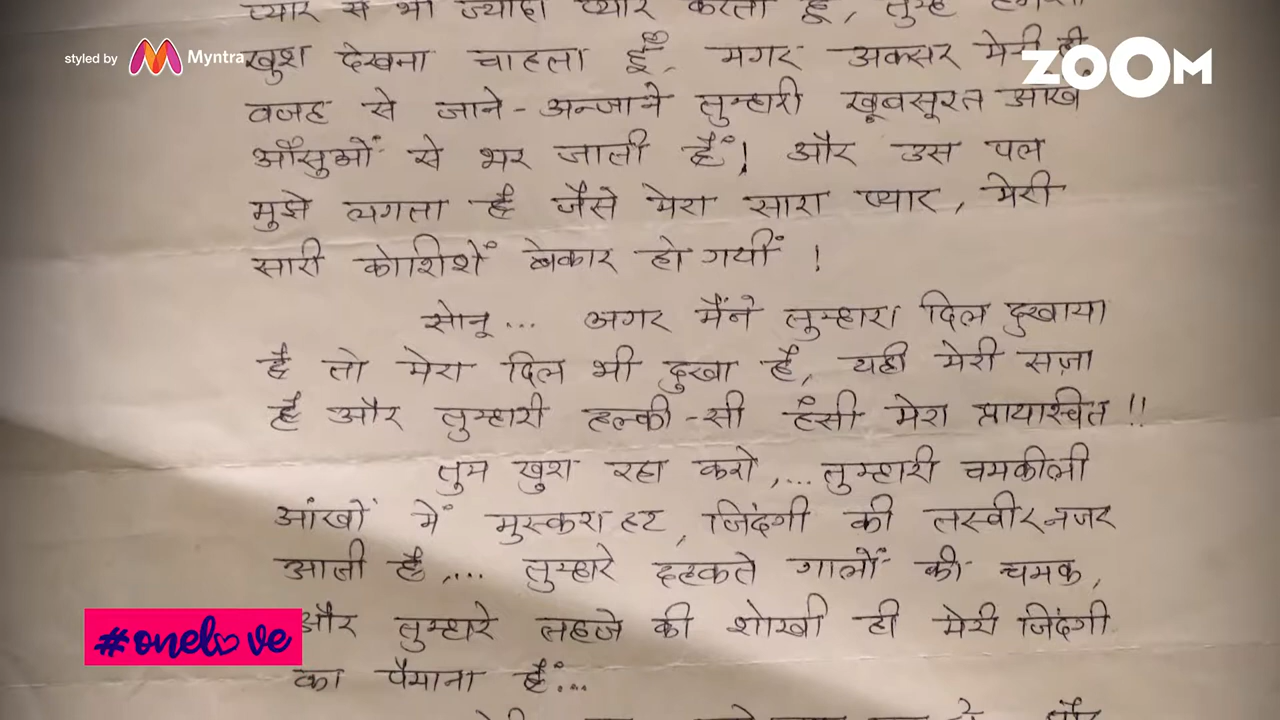 प्यार से भी ज्यादा प्यार करता हूँ, तुम्हें हमेशा
styled by Myntra
ZOOM
खुश देखना चाहता हूँ, मगर अक्सर मेरी ही
वजह से जाने-अन्जाने तुम्हारी खूबसूरत आंखें
आँसुओं से भर जाती हैं! और उस पल
मुझे लगता है जैसे मेरा सारा प्यार, मेरी
सारी कोशिशें बेकार हो गयीं !
सोनू... अगर मैंने तुम्हारा दिल दुखाया
है तो मेरा दिल भी दुखा है, यही मेरी सज़ा
है और तुम्हारी हल्की-सी हंसी मेरा प्रायास्चित !!
तुम खुश रहा करो,... तुम्हारी चमकीली
आंखों में मुस्कराहट, जिंदगी की तस्वीर नजर
आती है,... तुम्हारे दहकते गालों की चमक,
और तुम्हारे लहजे की शोखी ही मेरी जिंदगी
#onelove
का पैमाना हैं...